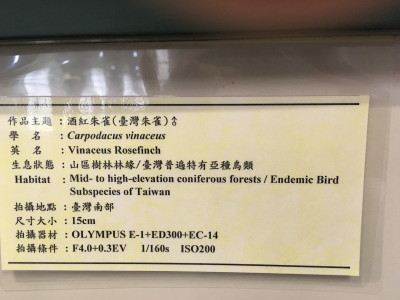 作品主題 : 酒紅朱雀(臺灣朱雀)♂
學 名 : Carpodacus vinaceus
英 名 : Vinaceus Rosefinch
生息狀態 : 山區樹林林緣/臺灣普遍特有亞種鳥類
Habitat : Mid- to high-elevation coniferous forests / Endemic Bird
Subspecies of Taiwan
拍攝地點 : 臺灣南部
尺寸大小 : 15cm
拍攝器材 : OLYMPUS E-1+ED300+EC-14
拍攝條件 : F4.0+0.3EV 1/160s ISO200